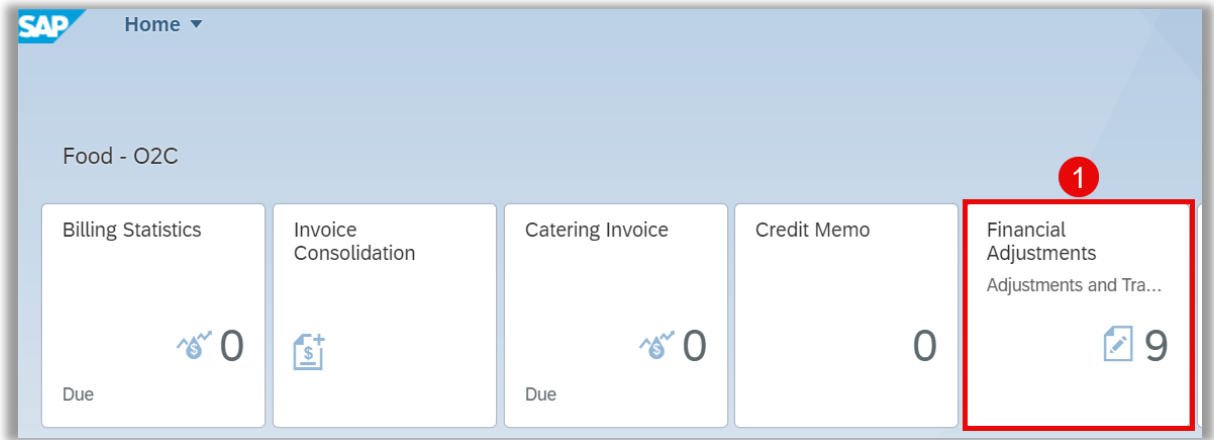 SAP Home
Food - O2C
1
Billing Statistics
0
Due
Invoice
Consolidation
$
Catering Invoice
0
Due
Credit Memo
0
Financial
Adjustments
Adjustments and Tra...
9